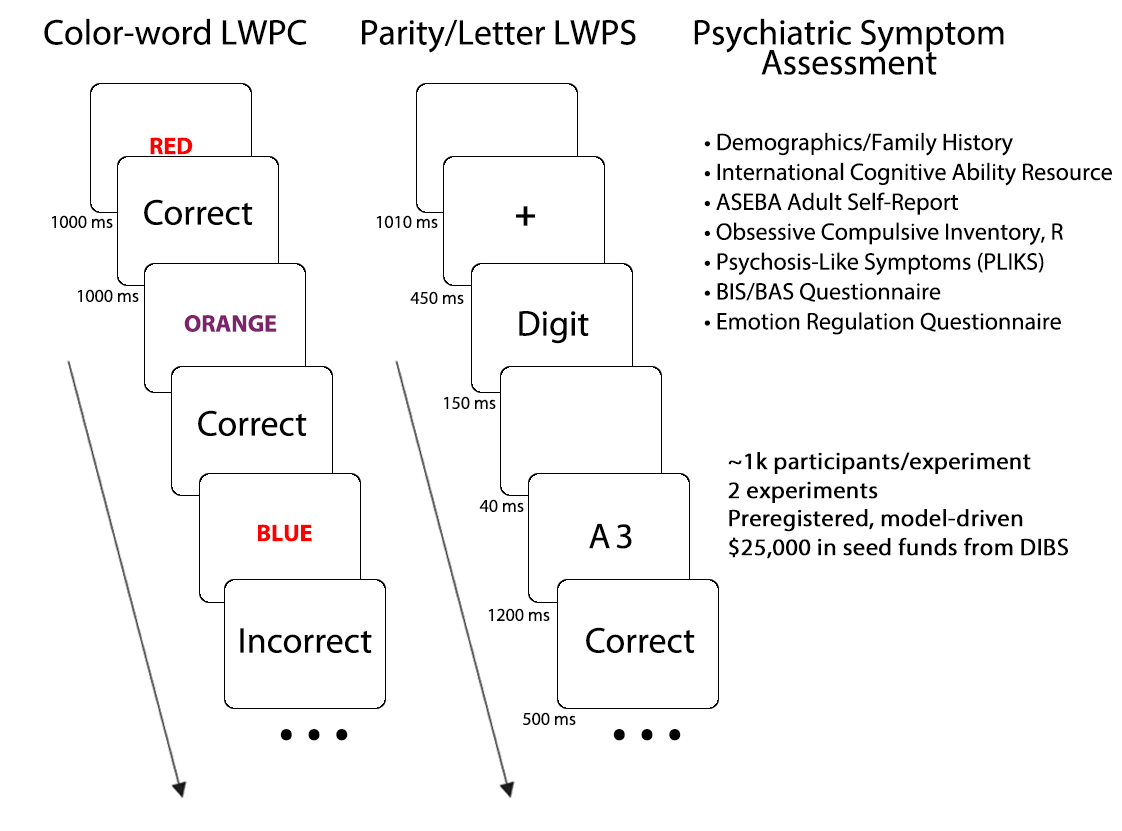 Color-word LWPC
RED
1000 ms
Correct
1000 ms
ORANGE
Correct
BLUE
Incorrect
• • •
Parity/Letter LWPS
1010 ms
+
450 ms
Digit
150 ms
40 ms
A 3
1200 ms
Correct
500 ms
• • •
Psychiatric Symptom
Assessment
• Demographics/Family History
• International Cognitive Ability Resource
• ASEBA Adult Self-Report
• Obsessive Compulsive Inventory, R
• Psychosis-Like Symptoms (PLIKS)
• BIS/BAS Questionnaire
• Emotion Regulation Questionnaire
~1k participants/experiment
2 experiments
Preregistered, model-driven
$25,000 in seed funds from DIBS